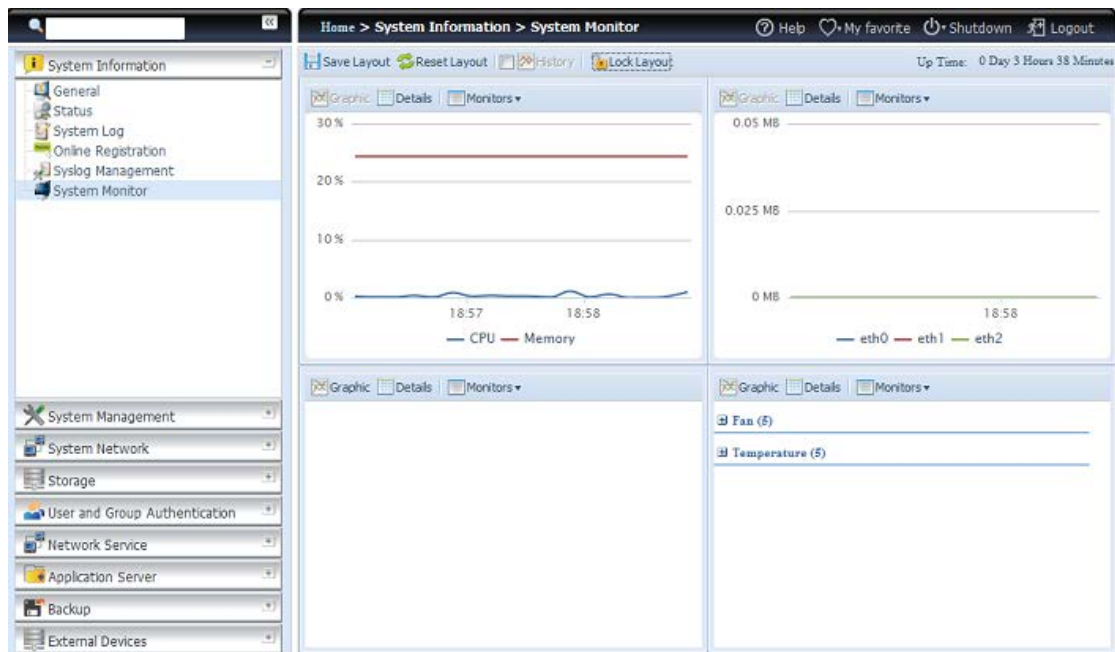 Home > System Information > System Monitor
Help My favorite Shutdown Logout
System Information
General
Status
System Log
Online Registration
Syslog Management
System Monitor
System Management
System Network
Storage
User and Group Authentication
Network Service
Application Server
Backup
External Devices
Save Layout Reset Layout History Lock Layout
Up Time: 0 Day 3 Hours 38 Minutes
Graphic Details Monitors
30 %
20 %
10 %
0 %
18:57 18:58
CPU Memory
Graphic Details Monitors
0.05 MB
0.025 MB
0 MB
18:58
eth0 eth1 eth2
Graphic Details Monitors
Graphic Details Monitors
Fan (5)
Temperature (5)